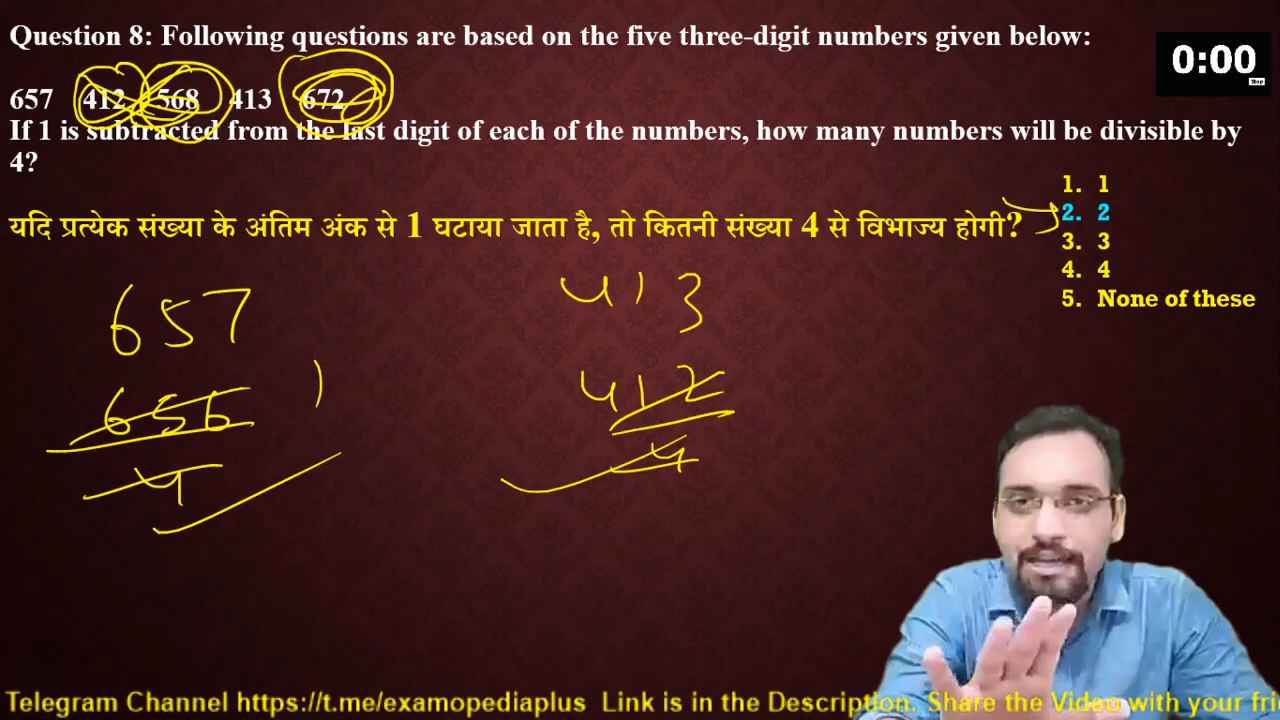 Question 8: Following questions are based on the five three-digit numbers given below:
0:00
Stop
657 412 568 413 672
If 1 is subtracted from the last digit of each of the numbers, how many numbers will be divisible by
4?
1. 1
2. 2
3. 3
4. 4
5. None of these
यदि प्रत्येक संख्या के अंतिम अंक से 1 घटाया जाता है, तो कितनी संख्या 4 से विभाज्य होगी?
657
656
4
1
413
412
4
Telegram Channel https://t.me/examopediaplus Link is in the Description. Share the Video with your fri